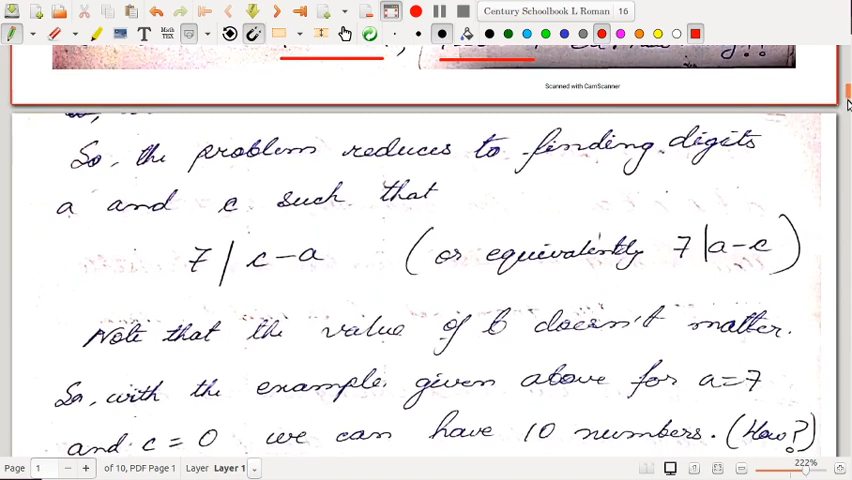 Century Schoolbook L Roman 16
T Math TEX
Scanned with CamScanner
So, the problem reduces to finding digits
a and c such that
7 | c-a (or equivalently 7|a-c)
Note that the value of b doesn't matter.
So, with the example given above for a=7
and c=0 we can have 10 numbers. (How?)
Page 1 of 10, PDF Page 1 Layer Layer 1 222%